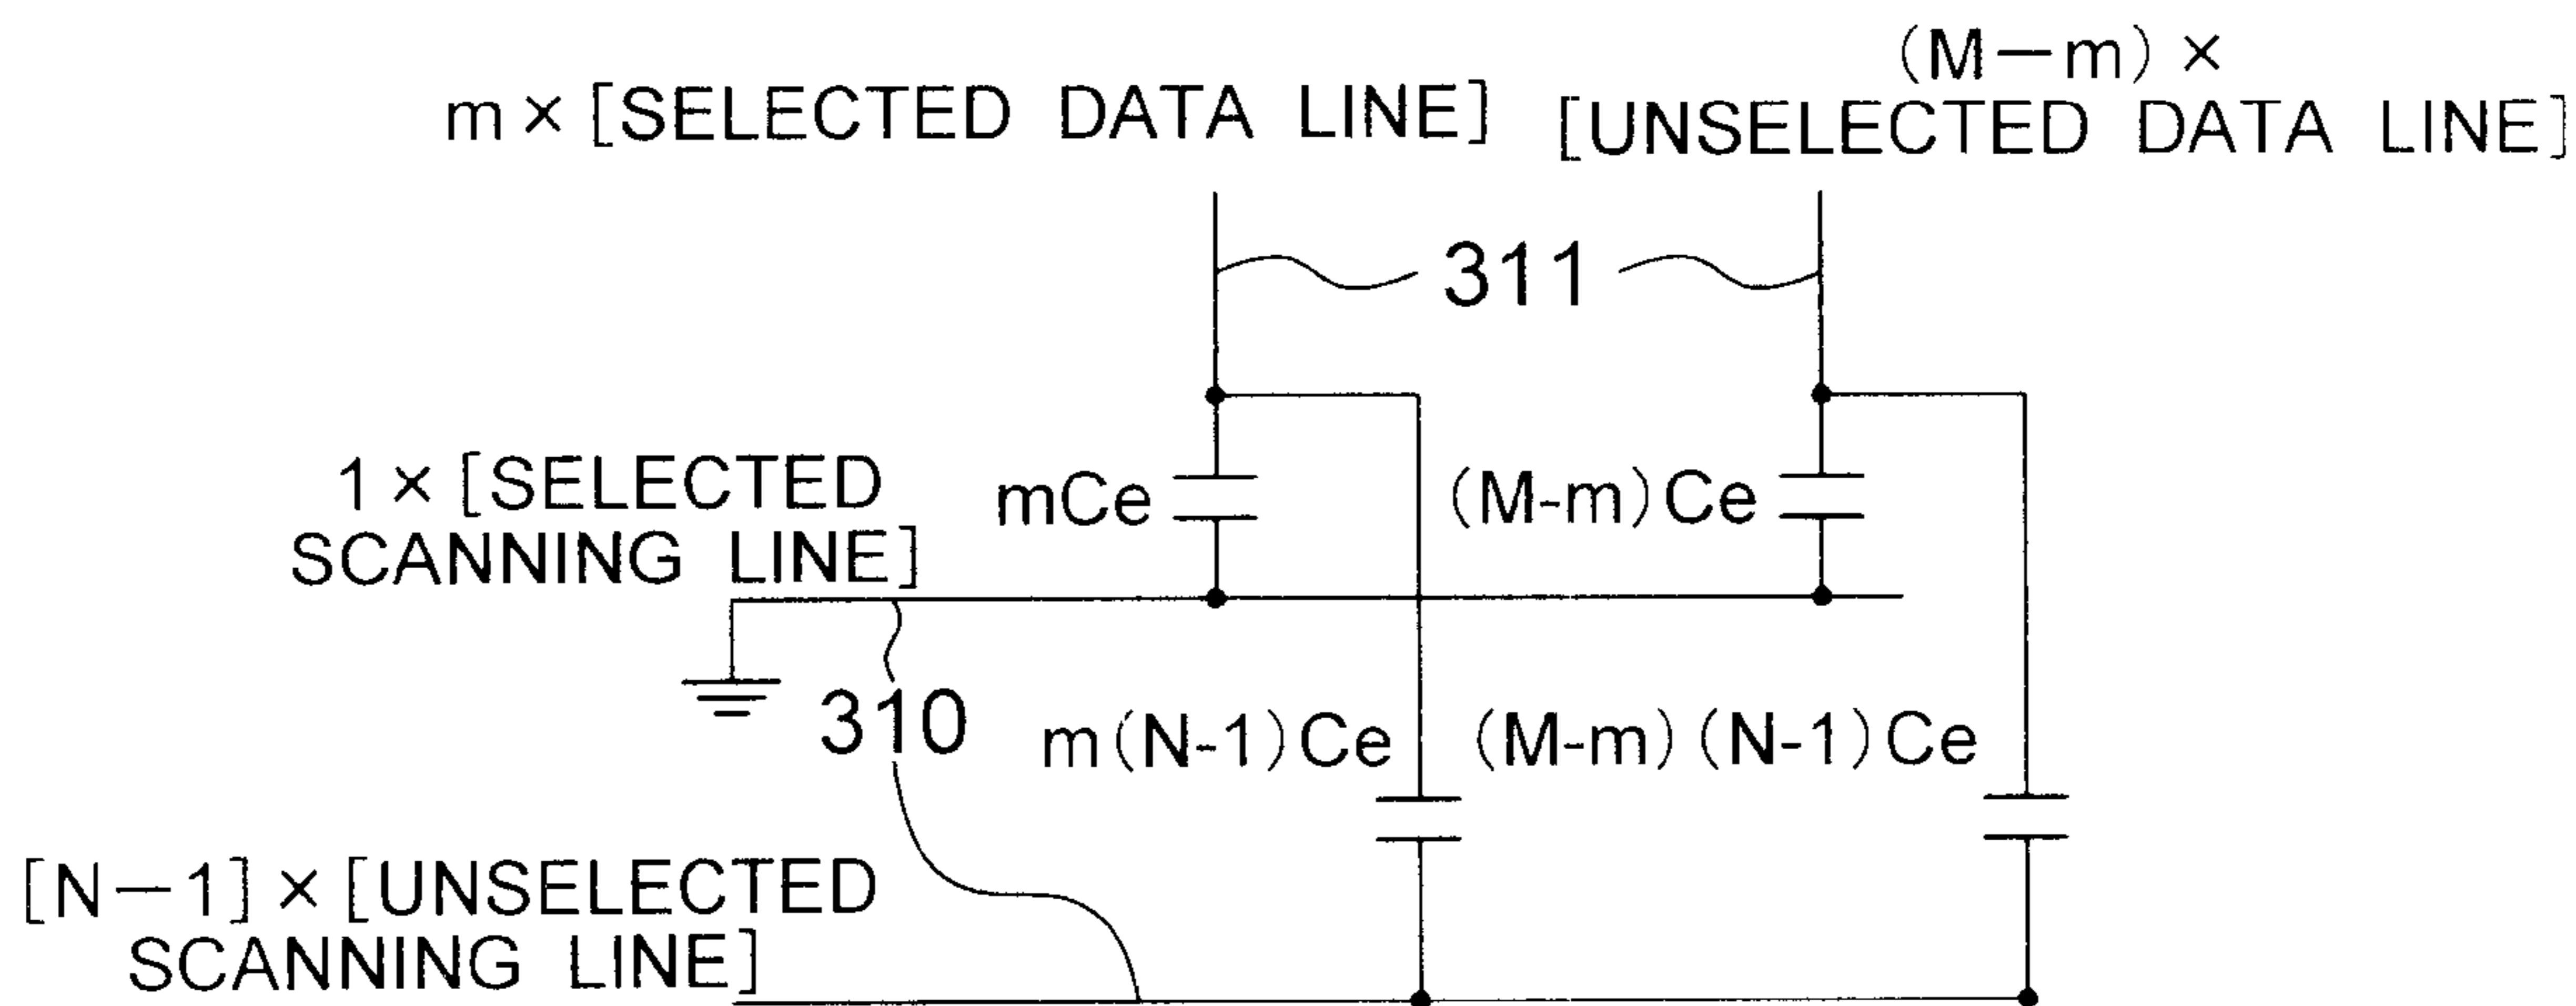 (M－m)×
m×[SELECTED DATA LINE]
[UNSELECTED DATA LINE]
311
1×[SELECTED
SCANNING LINE]
mCe
(M-m)Ce
310
m(N-1)Ce
(M-m)(N-1)Ce
[N－1]×[UNSELECTED
SCANNING LINE]